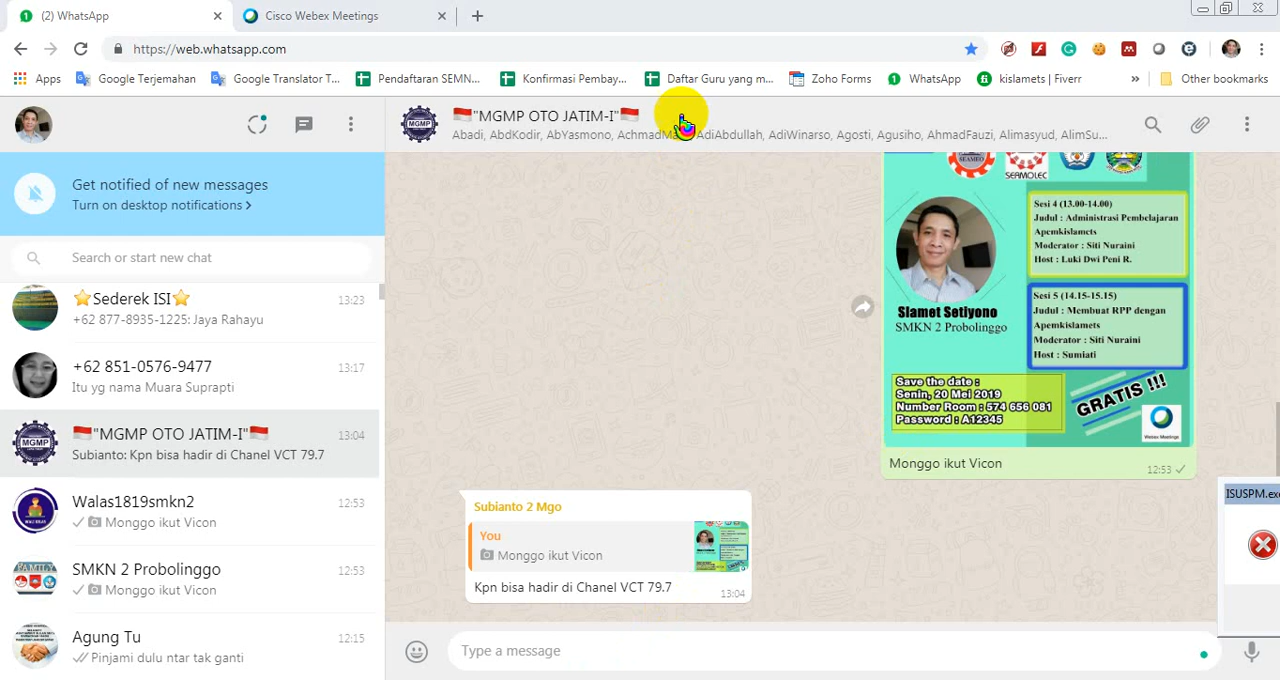 (2) WhatsApp
Cisco Webex Meetings
https://web.whatsapp.com
Apps
Google Terjemahan
Google Translator T...
Pendaftaran SEMN...
Konfirmasi Pembay...
Daftar Guru yang m...
Zoho Forms
WhatsApp
kislamets | Fiverr
»
Other bookmarks
Get notified of new messages
Turn on desktop notifications >
Search or start new chat
⭐Sederek ISI⭐
13:23
+62 877-8935-1225: Jaya Rahayu
+62 851-0576-9477
13:17
Itu yg nama Muara Suprapti
MGMP
🇮🇩"MGMP OTO JATIM-I"🇮🇩
13:04
Subianto: Kpn bisa hadir di Chanel VCT 79.7
Walas1819smkn2
12:53
Monggo ikut Vicon
FAMILY
SMK N 2 Probolinggo
12:53
Monggo ikut Vicon
Agung Tu
12:15
Pinjami dulu ntar tak ganti
MGMP
🇮🇩"MGMP OTO JATIM-I"🇮🇩
Abadi, AbdKodir, AbYasmono, AdiAbdullah, AdiWinarso, Agosti, Agusiho, AhmadFauzi, Alimasyud, AlimSu...
SEAMEO
SEAMOLEC
Sesi 4 (13.00-14.00)
Judul : Administrasi Pembelajaran
Apemkislamets
Moderator : Siti Nuraini
Host : Luki Dwi Peni R.
Slamet Setiyono
SMKN 2 Probolinggo
Sesi 5 (14.15-15.15)
Judul : Membuat RPP dengan
Apemkislamets
Moderator : Siti Nuraini
Host : Sumiati
Save the date :
Senin, 20 Mei 2019
Number Room : 574 656 081
Password : A12345
GRATIS !!!
Webex Meetings
Monggo ikut Vicon
12:53
Subianto 2 Mgo
You
Monggo ikut Vicon
Kpn bisa hadir di Chanel VCT 79.7
13:04
Type a message
ISUSPM.exe